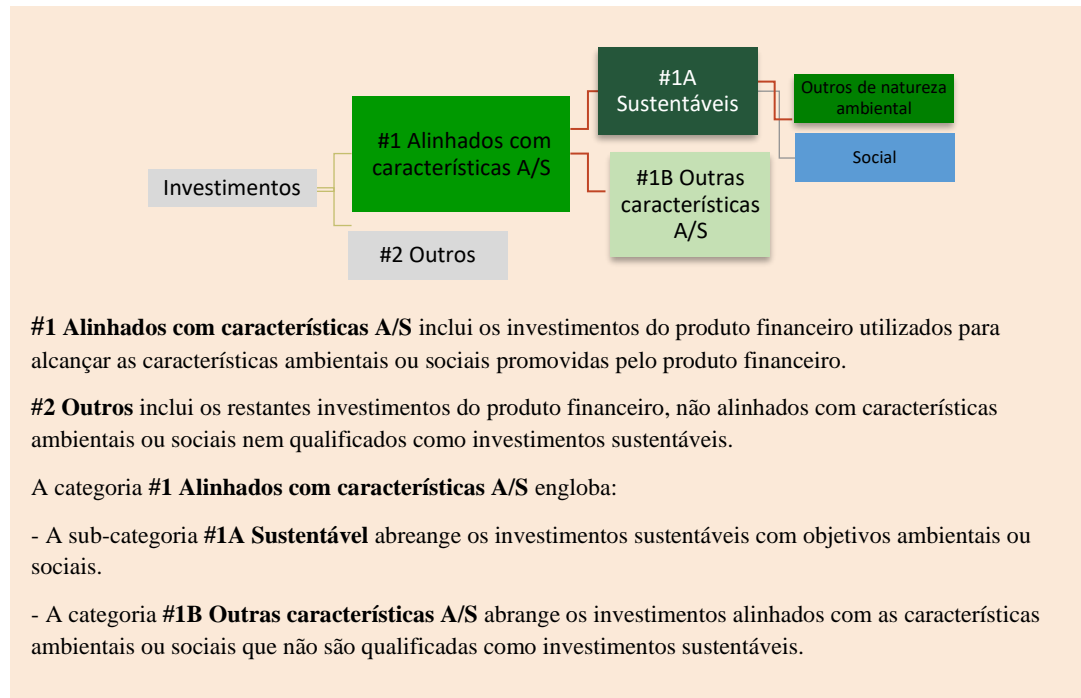 #1A
Sustentáveis
Outros de natureza
ambiental
#1 Alinhados com
características A/S
Social
Investimentos
#1B Outras
características
A/S
#2 Outros
#1 Alinhados com características A/S inclui os investimentos do produto financeiro utilizados para
alcançar as características ambientais ou sociais promovidas pelo produto financeiro.
#2 Outros inclui os restantes investimentos do produto financeiro, não alinhados com características
ambientais ou sociais nem qualificados como investimentos sustentáveis.
A categoria #1 Alinhados com características A/S engloba:
- A sub-categoria #1A Sustentável abreange os investimentos sustentáveis com objetivos ambientais ou
sociais.
- A categoria #1B Outras características A/S abrange os investimentos alinhados com as características
ambientais ou sociais que não são qualificadas como investimentos sustentáveis.